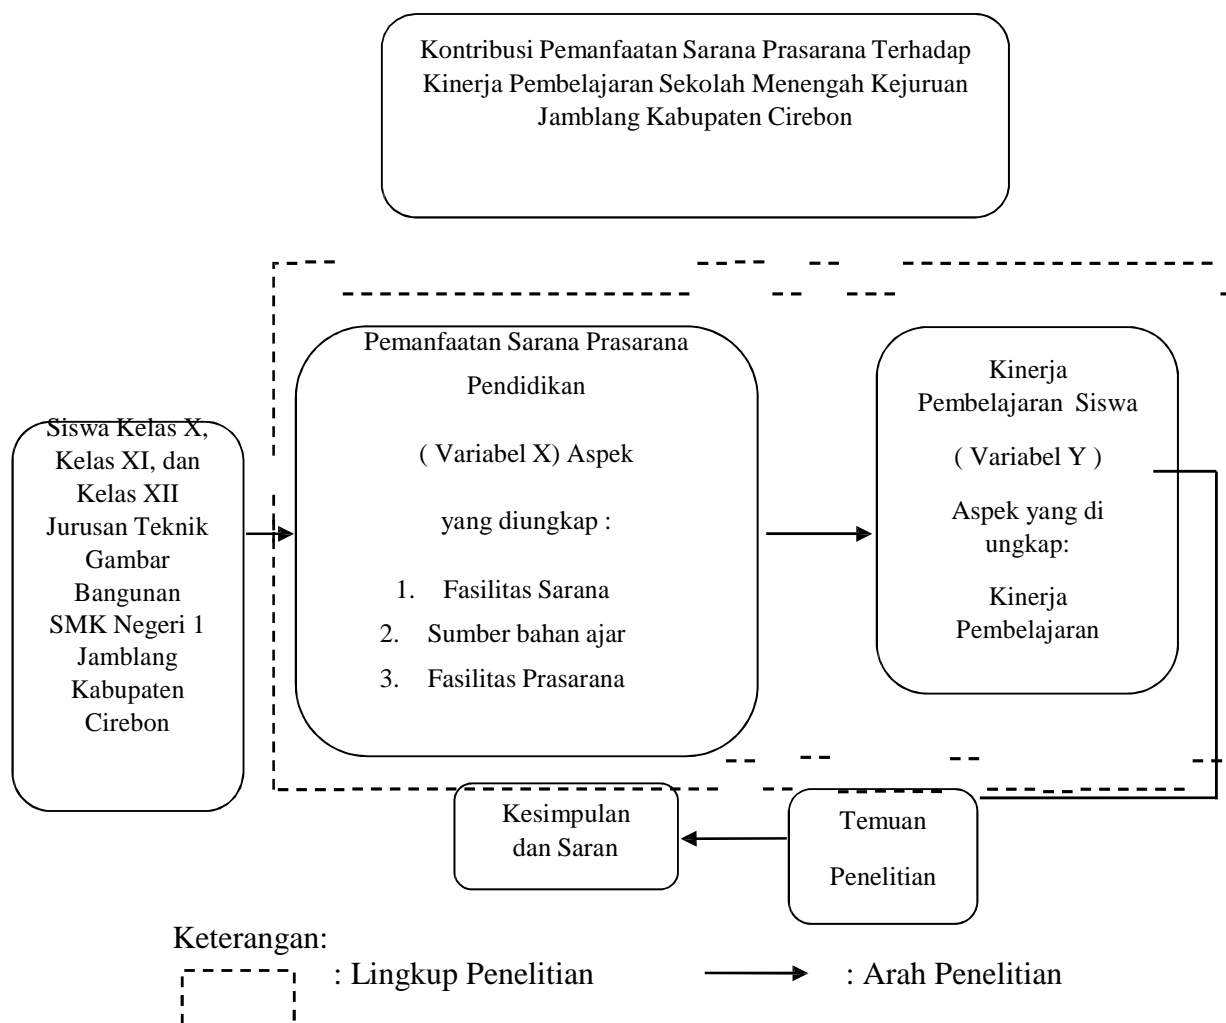 Kontribusi Pemanfaatan Sarana Prasarana Terhadap
Kinerja Pembelajaran Sekolah Menengah Kejuruan
Jamblang Kabupaten Cirebon
Siswa Kelas X,
Kelas XI, dan
Kelas XII
Jurusan Teknik
Gambar
Bangunan
SMK Negeri 1
Jamblang
Kabupaten
Cirebon
Pemanfaatan Sarana Prasarana
Pendidikan
( Variabel X) Aspek
yang diungkap :
1. Fasilitas Sarana
2. Sumber bahan ajar
3. Fasilitas Prasarana
Kinerja
Pembelajaran Siswa
( Variabel Y )
Aspek yang di
ungkap:
Kinerja
Pembelajaran
Kesimpulan
dan Saran
Temuan
Penelitian
Keterangan:
: Lingkup Penelitian
: Arah Penelitian